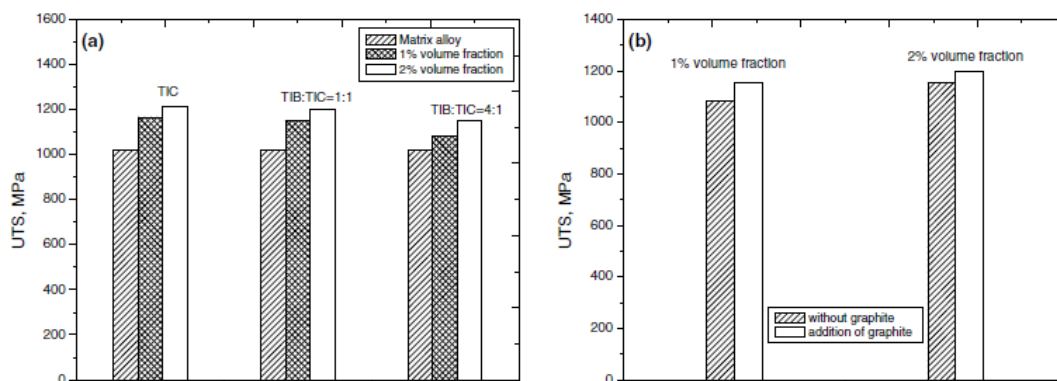 (a)
Matrix alloy
1% volume fraction
2% volume fraction
TIC
TIB:TIC=1:1
TIB:TIC=4:1
UTS, MPa
1600
1400
1200
1000
800
600
400
200
0
(b)
1% volume fraction
2% volume fraction
without graphite
addition of graphite
UTS, MPa
1400
1200
1000
800
600
400
200
0